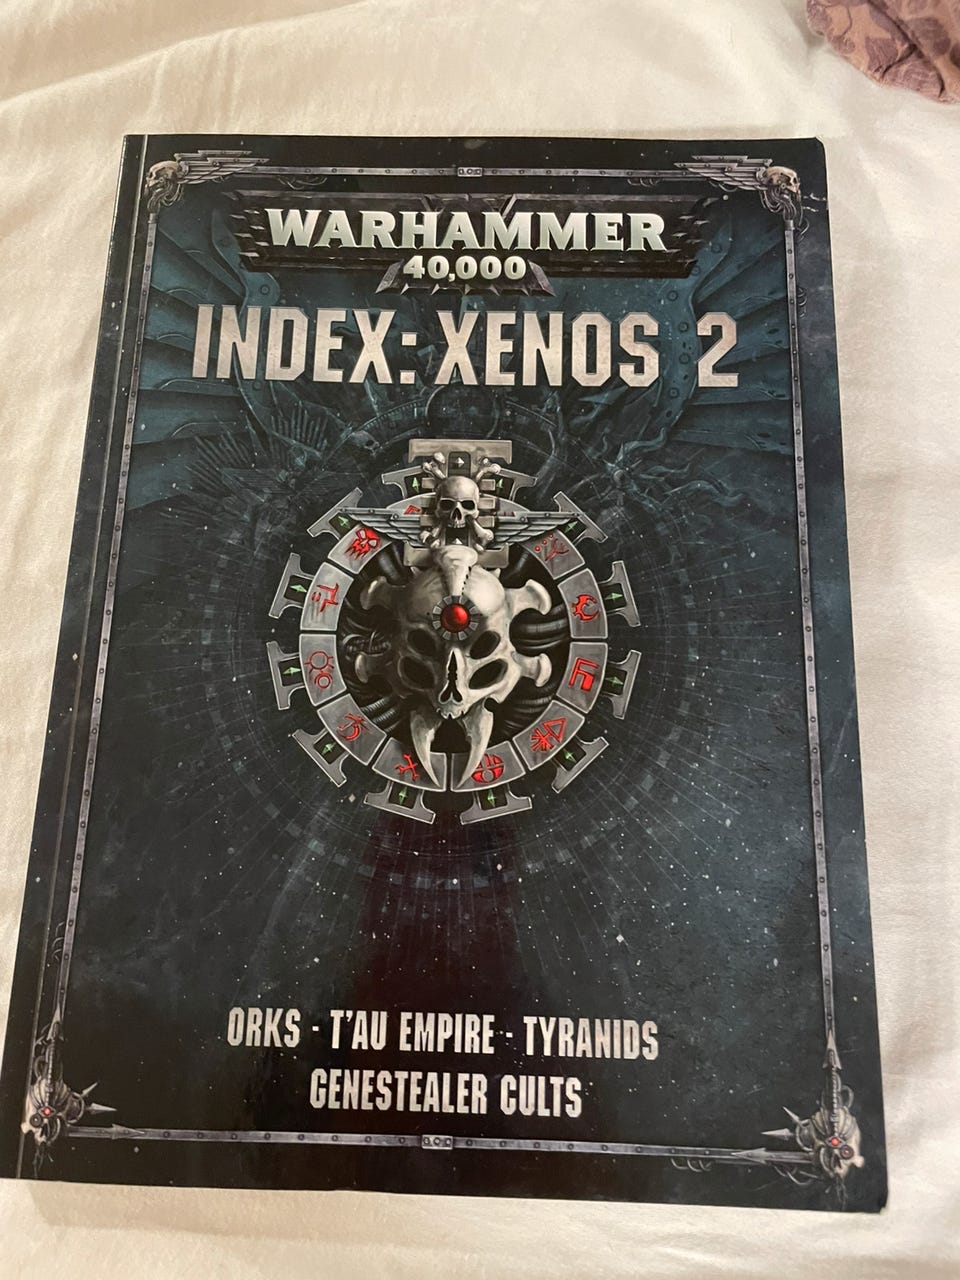 WARHAMMER
40,000
INDEX: XENOS 2
ORKS · T'AU EMPIRE · TYRANIDS
GENESTEALER CULTS